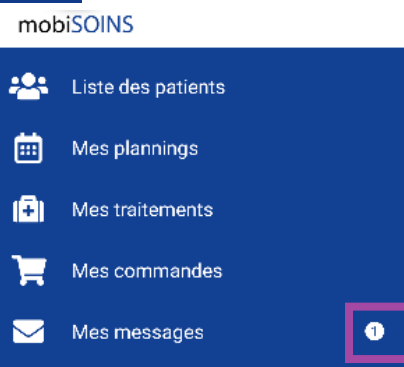 mobiSOINS
Liste des patients
Mes plannings
Mes traitements
Mes commandes
Mes messages 1